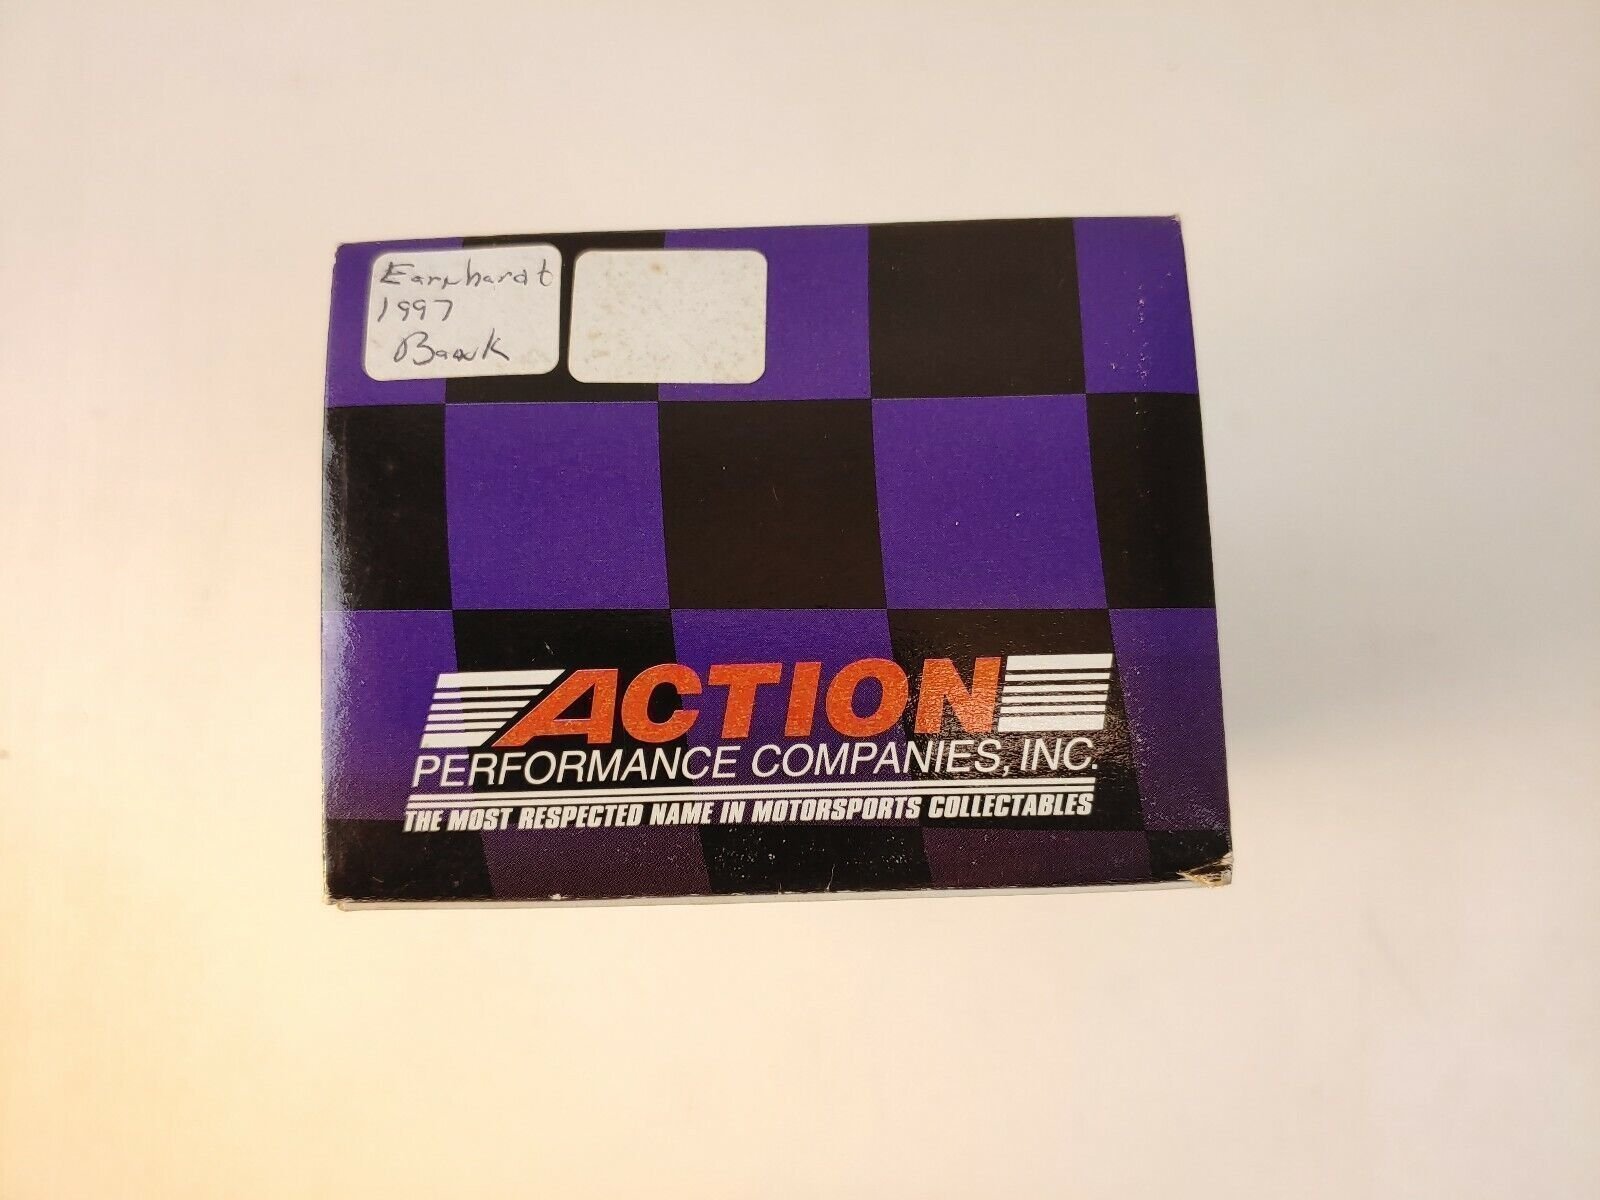 Earnhardt
1997
Bank
ACTION
PERFORMANCE COMPANIES, INC.
THE MOST RESPECTED NAME IN MOTORSPORTS COLLECTABLES